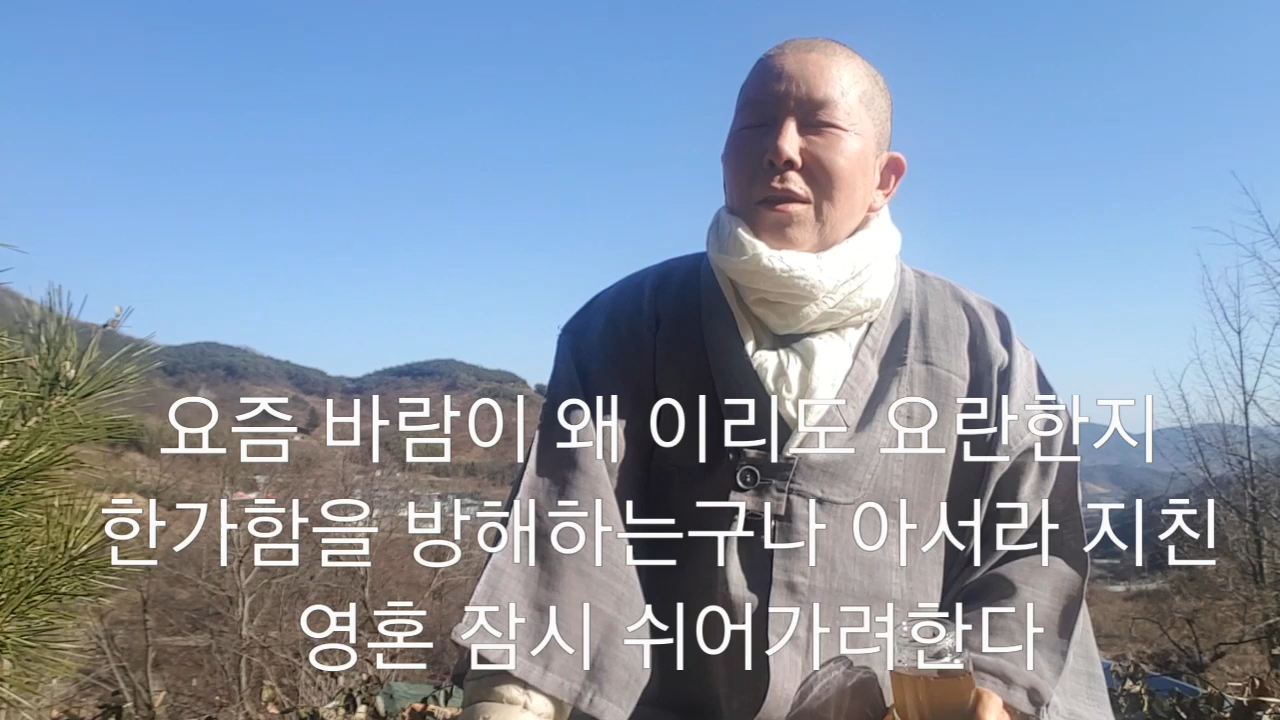 요즘 바람이 왜 이리도 요란한지
한가함을 방해하는구나 아서라 지친
영혼 잠시 쉬어가려한다